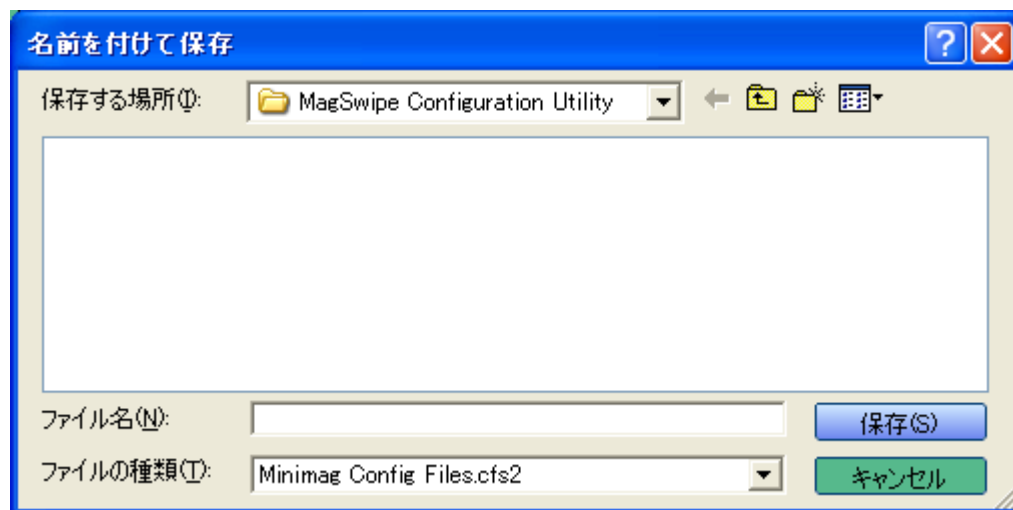 名前を付けて保存
保存する場所(I): MagSwipe Configuration Utility
ファイル名(N): 保存(S)
ファイルの種類(T): Minimag Config Files.cfs2 キャンセル